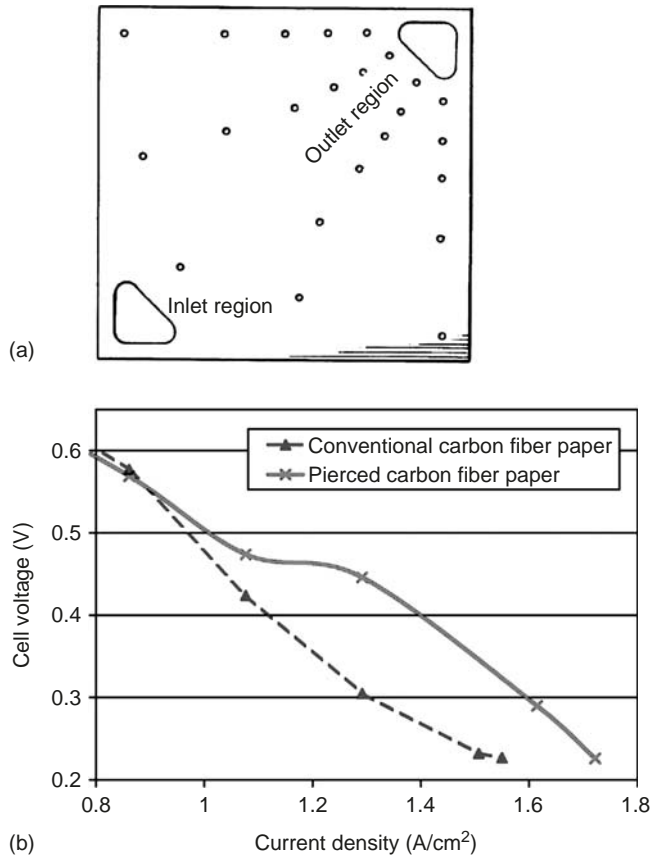 Outlet region
Inlet region
(a)
Conventional carbon fiber paper
Pierced carbon fiber paper
0.6
0.5
0.4
0.3
0.2
Cell voltage (V)
0.8
1
1.2
1.4
1.6
1.8
(b)
Current density (A/cm²)